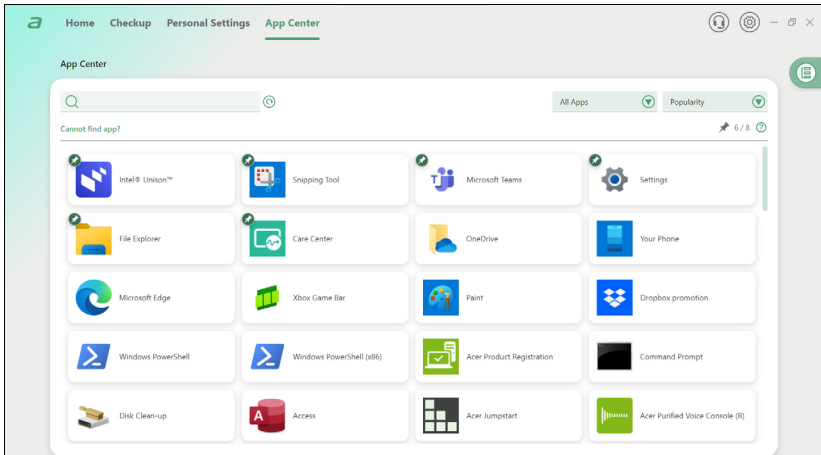 a Home Checkup Personal Settings App Center
App Center
All Apps Popularity
Cannot find app? 6 / 8 ?
Intel® Unison™ Snipping Tool Microsoft Teams Settings
File Explorer Care Center OneDrive Your Phone
Microsoft Edge Xbox Game Bar Paint Dropbox promotion
Windows PowerShell Windows PowerShell (x86) Acer Product Registration Command Prompt
Disk Clean-up A Access Acer Jumpstart Acer Purified Voice Console (R)